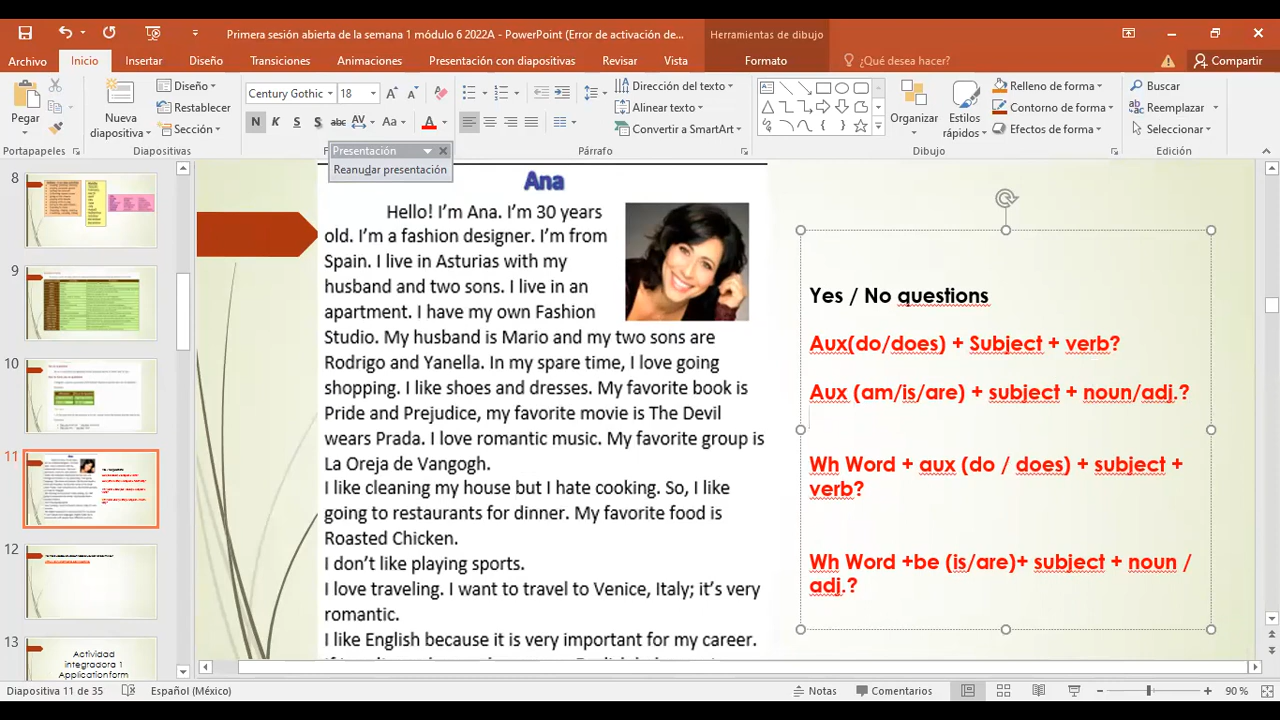 Primera sesión abierta de la semana 1 módulo 6 2022A - PowerPoint (Error de activación de...
Herramientas de dibujo
Archivo
Inicio
Insertar
Diseño
Transiciones
Animaciones
Presentación con diapositivas
Revisar
Vista
Formato
¿Qué desea hacer?
Compartir
Pegar
Nueva diapositiva
Diseño
Restablecer
Sección
Century Gothic
18
N K S S abc AV Aa A
Dirección del texto
Alinear texto
Convertir a SmartArt
Organizar
Estilos rápidos
Relleno de forma
Contorno de forma
Efectos de forma
Buscar
Reemplazar
Seleccionar
Portapapeles
Diapositivas
F
Párrafo
Dibujo
Edición
Presentación
Reanudar presentación
8
9
10
11
12
13
Actividad
integradora 1
Applicationform
Ana
Hello! I'm Ana. I'm 30 years
old. I'm a fashion designer. I'm from
Spain. I live in Asturias with my
husband and two sons. I live in an
apartment. I have my own Fashion
Studio. My husband is Mario and my two sons are
Rodrigo and Yanella. In my spare time, I love going
shopping. I like shoes and dresses. My favorite book is
Pride and Prejudice, my favorite movie is The Devil
wears Prada. I love romantic music. My favorite group is
La Oreja de Vangogh.
I like cleaning my house but I hate cooking. So, I like
going to restaurants for dinner. My favorite food is
Roasted Chicken.
I don't like playing sports.
I love traveling. I want to travel to Venice, Italy; it's very
romantic.
I like English because it is very important for my career.
Yes / No questions
Aux(do/does) + Subject + verb?
Aux (am/is/are) + subject + noun/adj.?
Wh Word + aux (do / does) + subject +
verb?
Wh Word +be (is/are)+ subject + noun /
adj.?
Diapositiva 11 de 35
Español (México)
Notas
Comentarios
90 %